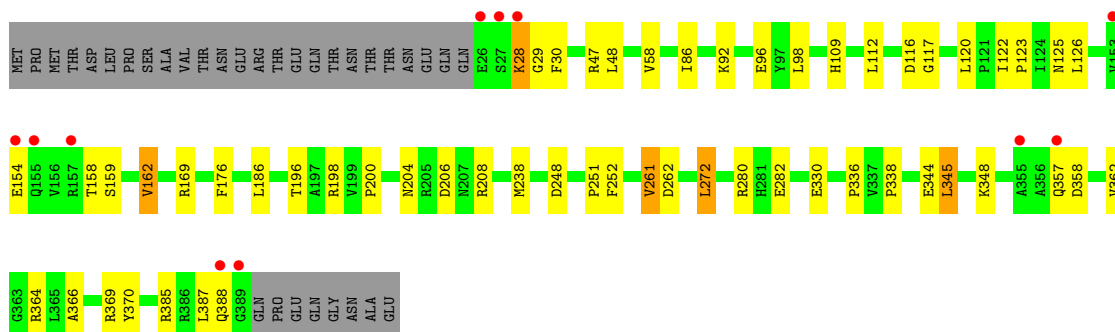 MET PRO MET THR ASP LEU PRO SER ALA VAL THR ASN GLU ARG THR GLU GLN THR ASN THR THR ASN GLU GLN GLN E26 S27 K28 G29 F30 R47 L48 V58 I86 K92 E96 Y97 L98 H109 L112 D116 G117 L120 P121 I122 P123 I124 N125 L126 V153
E154 Q155 V156 R157 T158 S159 V162 R169 F176 L186 T196 A197 R198 V199 P200 N204 R205 D206 N207 R208 M238 D248 P251 F252 V261 D262 L272 R280 H281 E282 E330 P336 V337 P338 E344 L345 K348 A355 A356 Q357 D358 V362
G363 R364 L365 A366 R369 Y370 R385 R386 L387 Q388 G389 GLN PRO GLU GLN GLY ASN ALA GLU